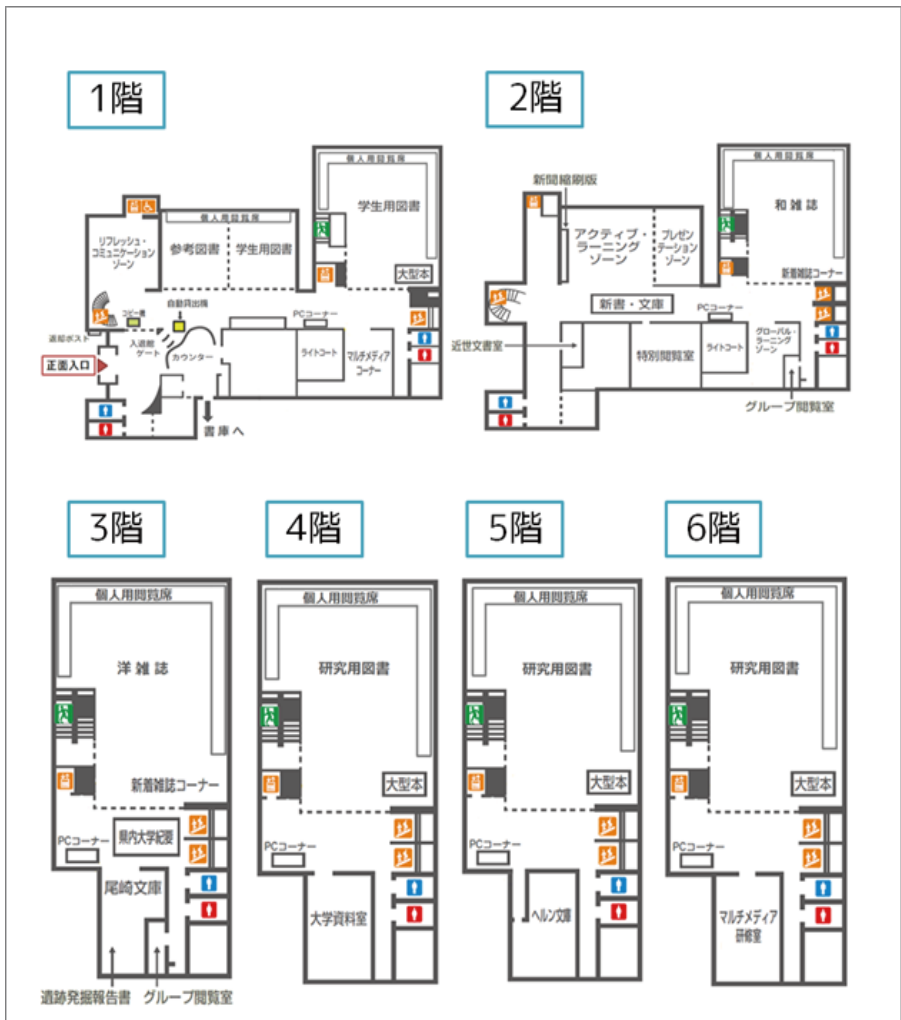 1階
個人用閲覧席
学生用図書
リフレッシュ・
コミュニケーション
ゾーン
個人用閲覧席
参考図書
学生用図書
大型本
自動貸出機
コピー機
PCコーナー
返却ポスト
入退館
ゲート
カウンター
ライトコート
マルチメディア
コーナー
正面入口
書庫へ
2階
個人用閲覧席
新聞縮刷版
和雑誌
アクティブ・
ラーニング
ゾーン
プレゼン
テーション
ゾーン
新着雑誌コーナー
新書・文庫
PCコーナー
近世文書室
特別閲覧室
ライトコート
グローバル・
ラーニング
ゾーン
グループ閲覧室
3階
個人用閲覧席
洋雑誌
新着雑誌コーナー
PCコーナー
県内大学紀要
尾崎文庫
遺跡発掘報告書
グループ閲覧室
4階
個人用閲覧席
研究用図書
大型本
PCコーナー
大学資料室
5階
個人用閲覧席
研究用図書
大型本
PCコーナー
ヘルン文庫
6階
個人用閲覧席
研究用図書
大型本
PCコーナー
マルチメディア
研修室